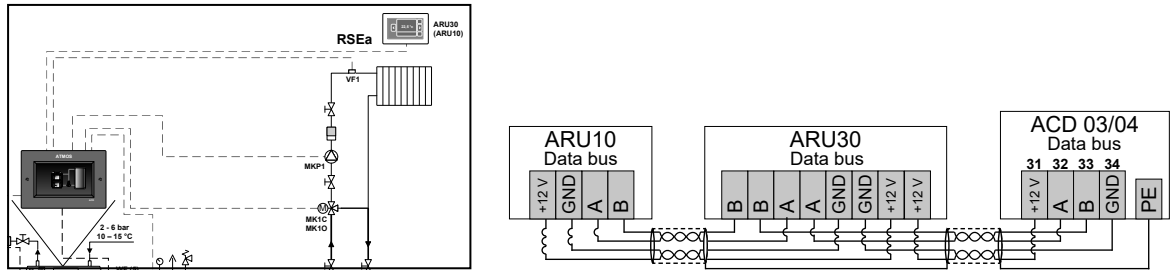 ARU30
(ARU10)
RSEa
VF1
ATMOS
MKP1
M
MK1C
MK1O
2 - 6 bar
10 – 15 °C
ARU10
Data bus
+12 V
GND
A
B
ARU30
Data bus
B
B
A
A
GND
GND
+12 V
+12 V
ACD 03/04
Data bus
31 32 33 34
+12 V
A
B
GND
PE